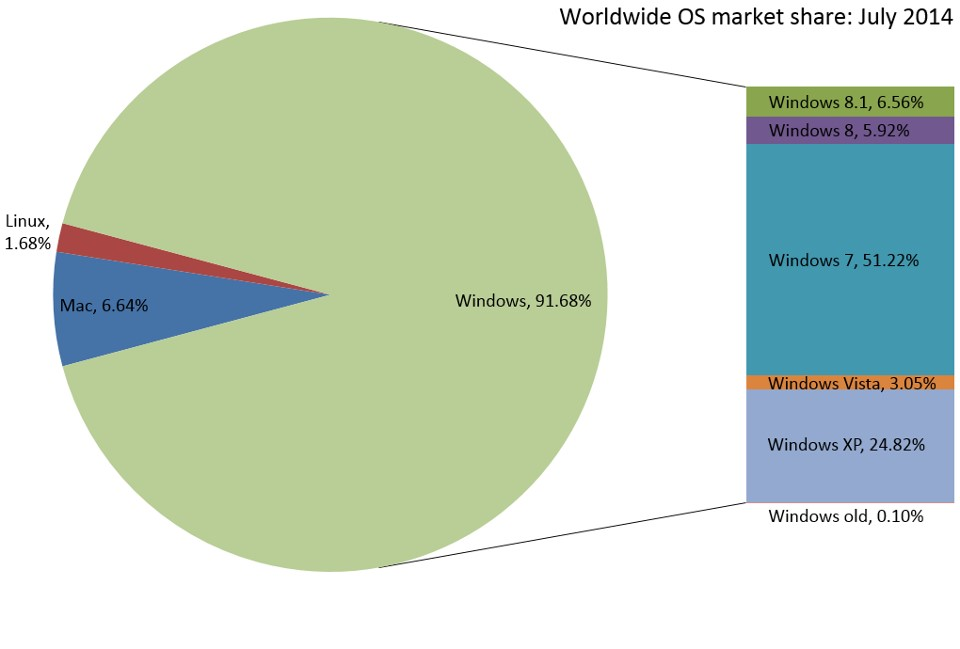 Worldwide OS market share: July 2014
Windows 8.1, 6.56%
Windows 8, 5.92%
Linux,
1.68%
Windows 7, 51.22%
Mac, 6.64%
Windows, 91.68%
Windows Vista, 3.05%
Windows XP, 24.82%
Windows old, 0.10%